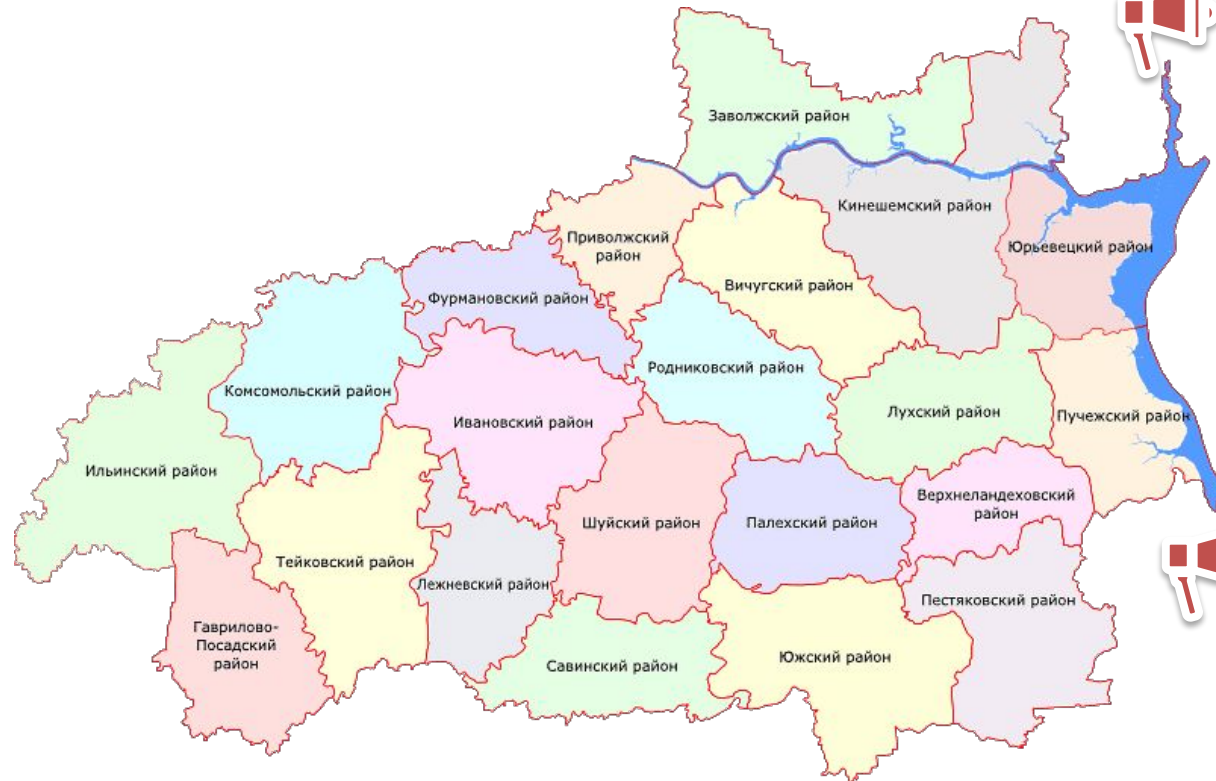 Заволжский район
Кинешемский район
Приволжский
район
Юрьевецкий район
Вичугский район
Фурмановский район
Родниковский район
Комсомольский район
Ивановский район
Лухский район
Пучежский район
Ильинский район
Верхнеландеховский
район
Шуйский район
Палехский район
Тейковский район
Лежневский район
Пестяковский район
Гаврилово-
Посадский
район
Савинский район
Южский район